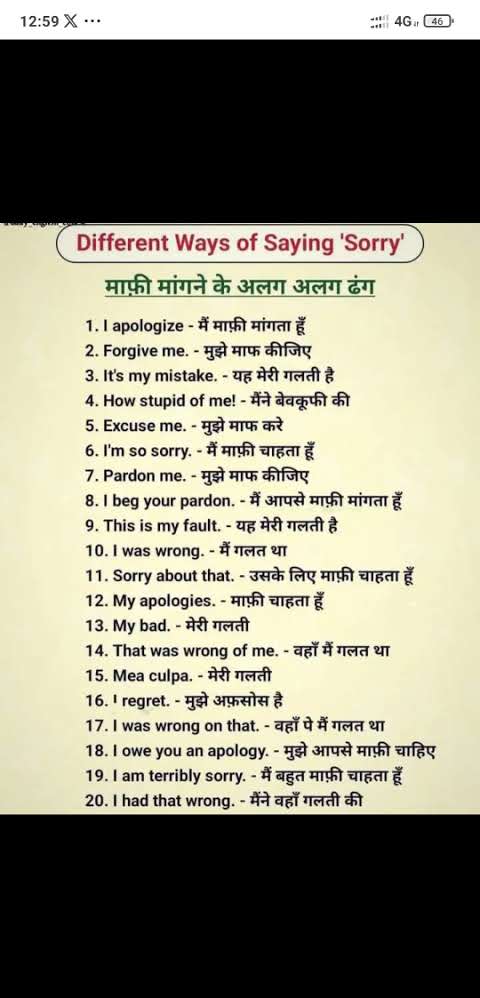 12:59 X ...
4G 46
Different Ways of Saying 'Sorry'
माफ़ी मांगने के अलग अलग ढंग
1. I apologize - मैं माफ़ी मांगता हूँ
2. Forgive me. - मुझे माफ कीजिए
3. It's my mistake. - यह मेरी गलती है
4. How stupid of me! - मैंने बेवकूफी की
5. Excuse me. - मुझे माफ करे
6. I'm so sorry. - मैं माफ़ी चाहता हूँ
7. Pardon me. - मुझे माफ कीजिए
8. I beg your pardon. - मैं आपसे माफ़ी मांगता हूँ
9. This is my fault. - यह मेरी गलती है
10. I was wrong. - मैं गलत था
11. Sorry about that. - उसके लिए माफ़ी चाहता हूँ
12. My apologies. - माफ़ी चाहता हूँ
13. My bad. - मेरी गलती
14. That was wrong of me. - वहाँ मैं गलत था
15. Mea culpa. - मेरी गलती
16. I regret. - मुझे अफ़सोस है
17. I was wrong on that. - वहाँ पे मैं गलत था
18. I owe you an apology. - मुझे आपसे माफ़ी चाहिए
19. I am terribly sorry. - मैं बहुत माफ़ी चाहता हूँ
20. I had that wrong. - मैंने वहाँ गलती की